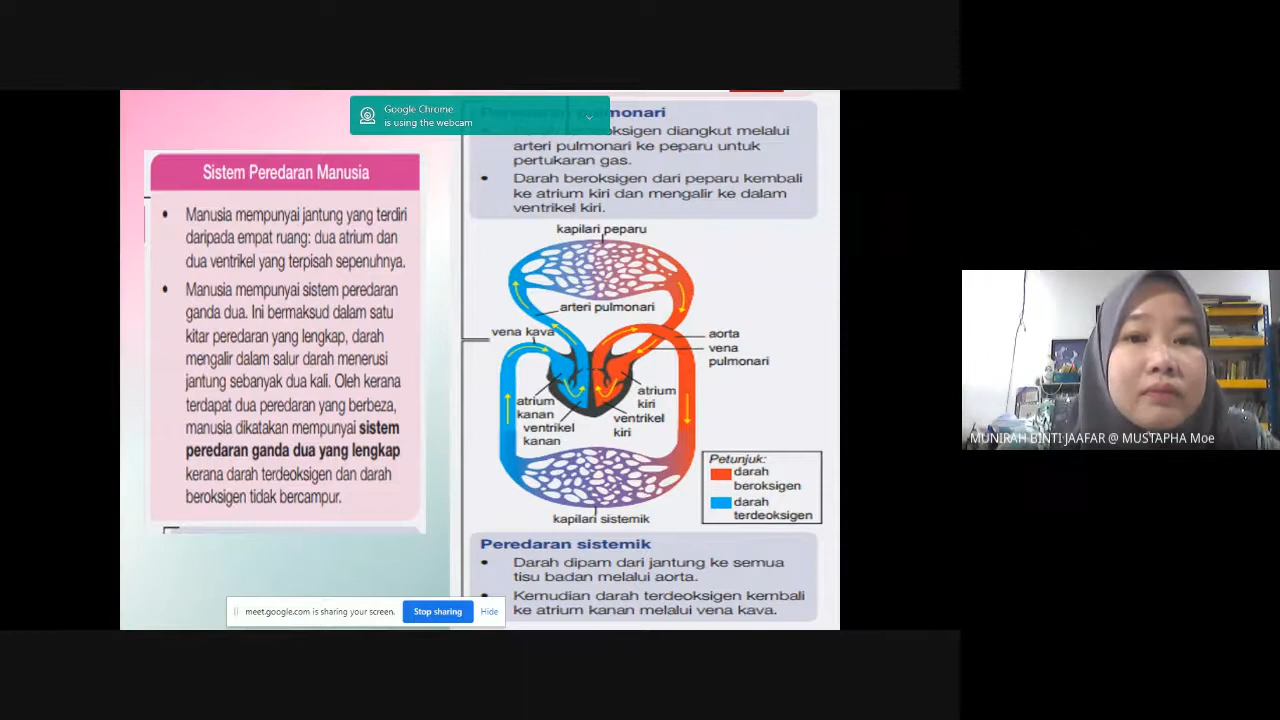 Google Chrome
is using the webcam
Sistem Peredaran Manusia
• Manusia mempunyai jantung yang terdiri
daripada empat ruang: dua atrium dan
dua ventrikel yang terpisah sepenuhnya.
• Manusia mempunyai sistem peredaran
ganda dua. Ini bermaksud dalam satu
kitar peredaran yang lengkap, darah
mengalir dalam salur darah menerusi
jantung sebanyak dua kali. Oleh kerana
terdapat dua peredaran yang berbeza,
manusia dikatakan mempunyai sistem
peredaran ganda dua yang lengkap
kerana darah terdeoksigen dan darah
beroksigen tidak bercampur.
diangkut melalui
arteri pulmonari ke peparu untuk
pertukaran gas.
• Darah beroksigen dari peparu kembali
ke atrium kiri dan mengalir ke dalam
ventrikel kiri.
kapilari peparu
arteri pulmonari
vena kava
aorta
vena
pulmonari
atrium
kanan
ventrikel
kanan
atrium
kiri
ventrikel
kiri
kapilari sistemik
Petunjuk:
darah
beroksigen
darah
terdeoksigen
Peredaran sistemik
• Darah dipam dari jantung ke semua
tisu badan melalui aorta.
• Kemudian darah terdeoksigen kembali
ke atrium kanan melalui vena kava.
meet.google.com is sharing your screen.
Stop sharing
Hide
MUNIRAH BINTI JAAFAR @ MUSTAPHA Moe